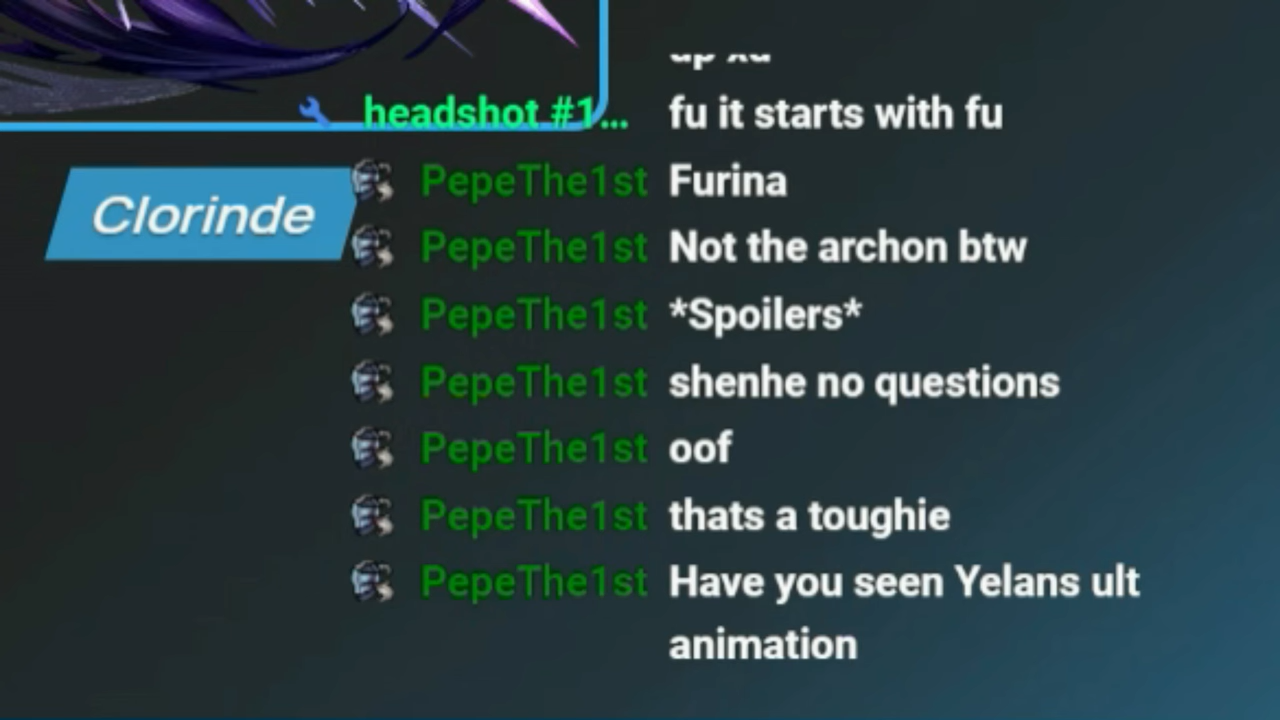 headshot #1... fu it starts with fu
Clorinde
PepeThe1st Furina
PepeThe1st Not the archon btw
PepeThe1st *Spoilers*
PepeThe1st shenhe no questions
PepeThe1st oof
PepeThe1st thats a toughie
PepeThe1st Have you seen Yelans ult
animation